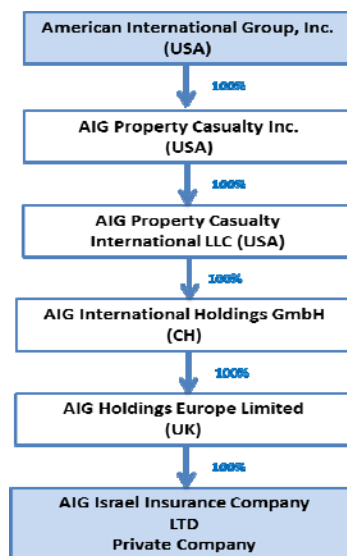 American International Group, Inc.
(USA)
100%
AIG Property Casualty Inc.
(USA)
100%
AIG Property Casualty
International LLC (USA)
100%
AIG International Holdings GmbH
(CH)
100%
AIG Holdings Europe Limited
(UK)
100%
AIG Israel Insurance Company
LTD
Private Company